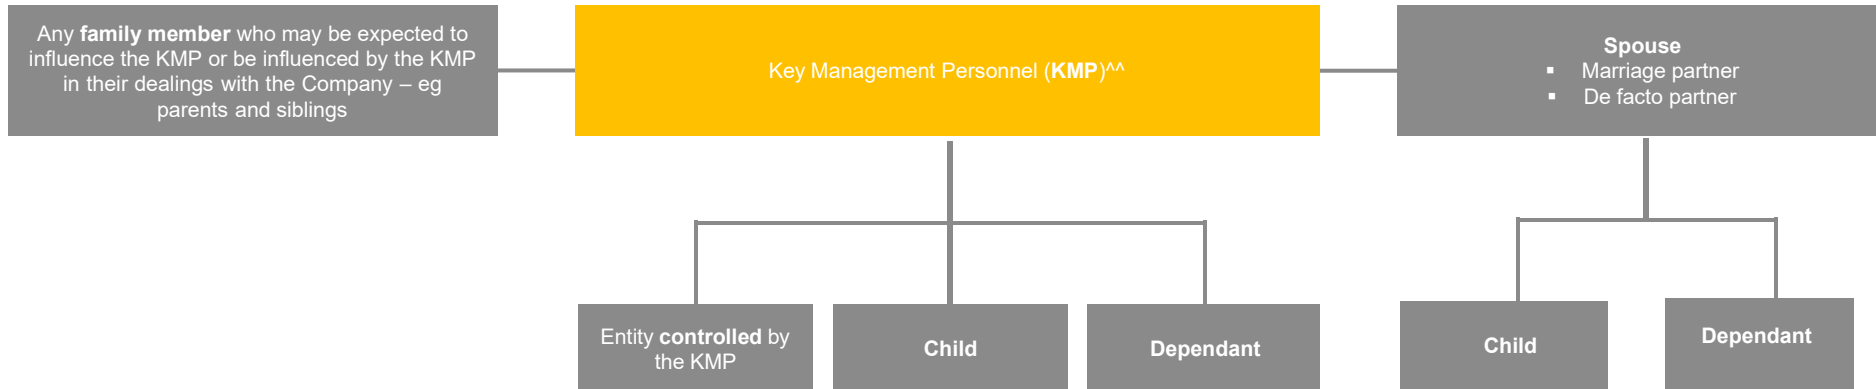 Any family member who may be expected to
influence the KMP or be influenced by the KMP
in their dealings with the Company – eg
parents and siblings
Key Management Personnel (KMP)^^
Spouse
▪ Marriage partner
▪ De facto partner
Entity controlled by
the KMP
Child
Dependant
Child
Dependant